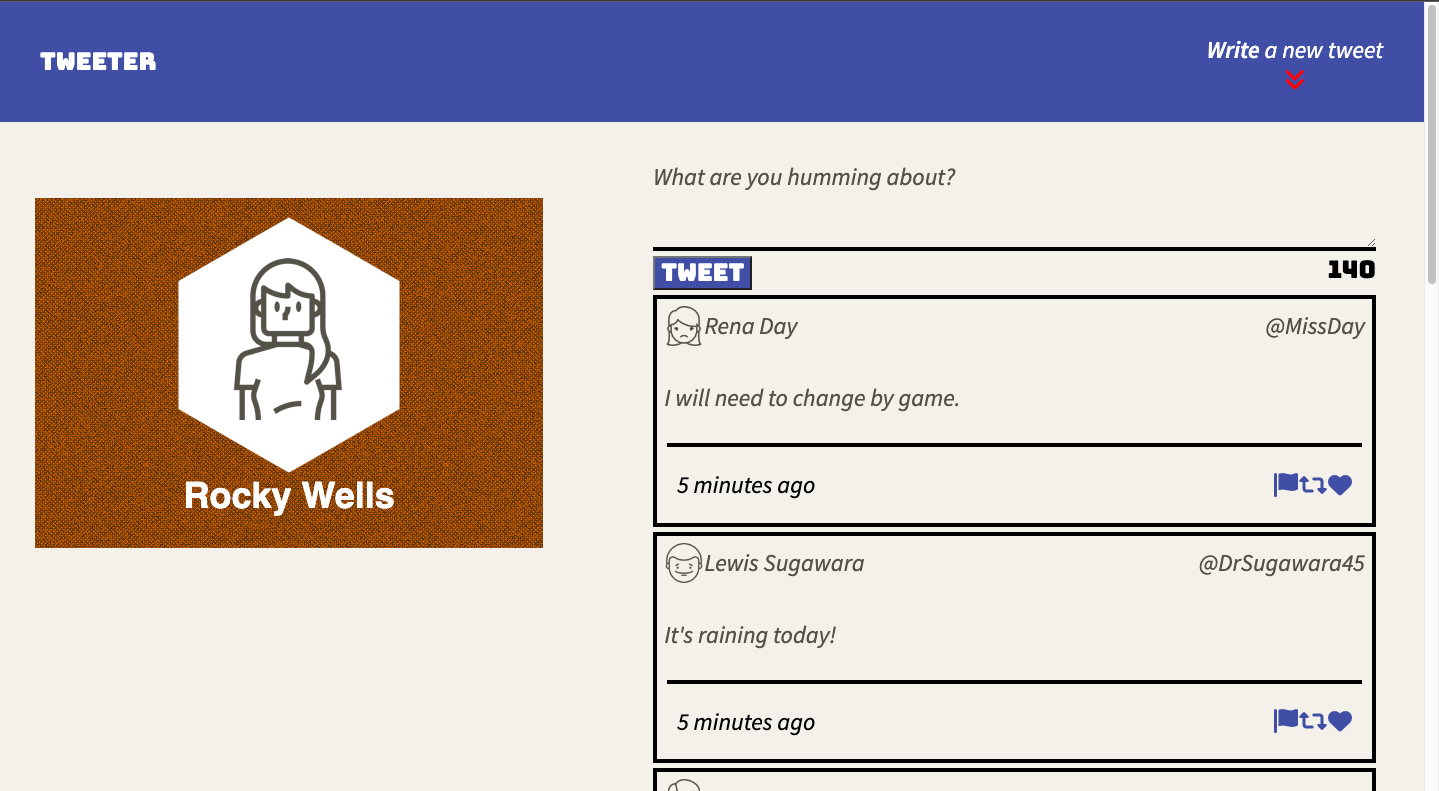 TWEETER
Write a new tweet
Rocky Wells
What are you humming about?
TWEET
140
Rena Day
@MissDay
I will need to change by game.
5 minutes ago
Lewis Sugawara
@DrSugawara45
It's raining today!
5 minutes ago